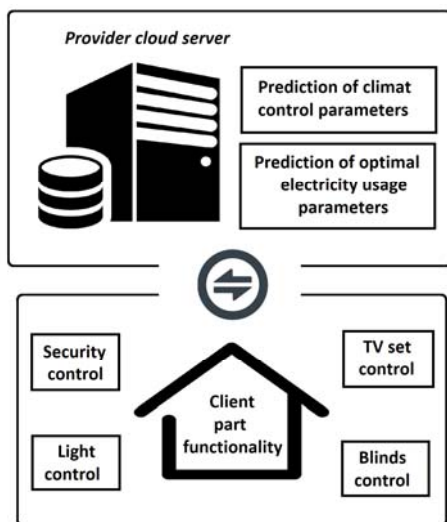 Provider cloud server
Prediction of climat
control parameters
Prediction of optimal
electricity usage
parameters
Security
control
TV set
control
Client
part
functionality
Light
control
Blinds
control